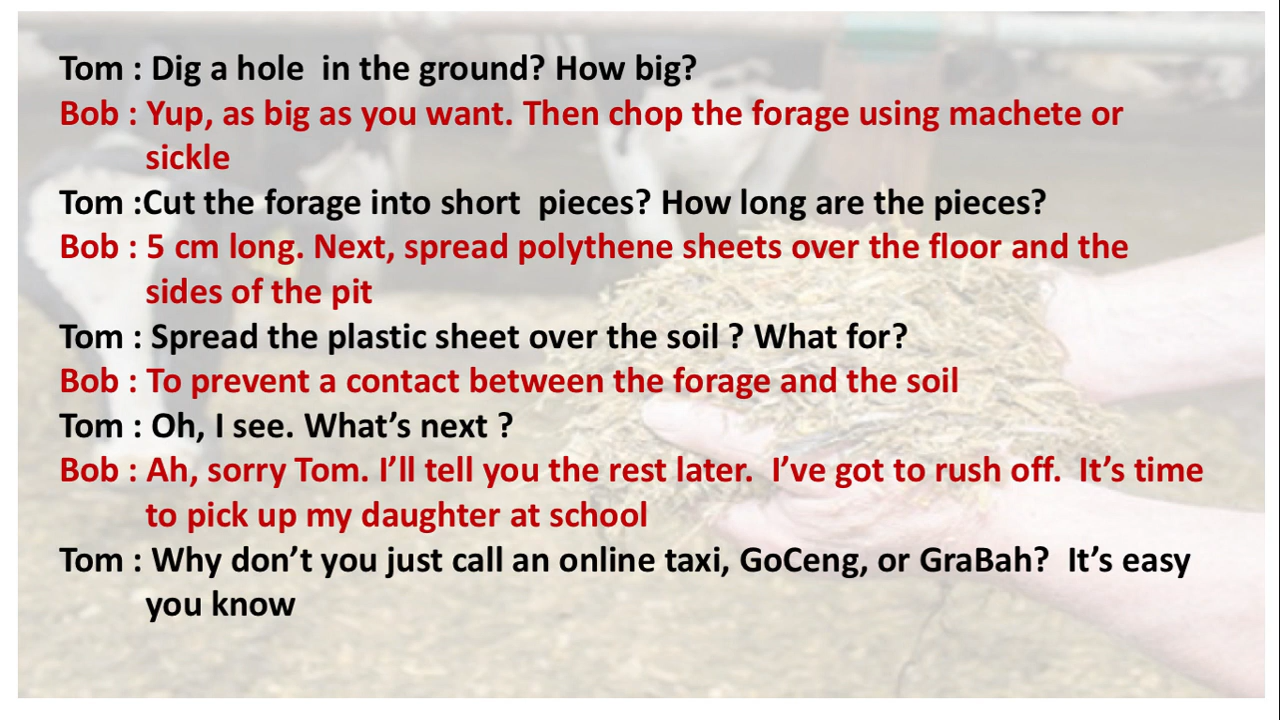 Tom : Dig a hole  in the ground? How big?
Bob : Yup, as big as you want. Then chop the forage using machete or
sickle
Tom :Cut the forage into short  pieces? How long are the pieces?
Bob : 5 cm long. Next, spread polythene sheets over the floor and the
sides of the pit
Tom : Spread the plastic sheet over the soil ? What for?
Bob : To prevent a contact between the forage and the soil
Tom : Oh, I see. What’s next ?
Bob : Ah, sorry Tom. I’ll tell you the rest later.  I’ve got to rush off.  It’s time
to pick up my daughter at school
Tom : Why don’t you just call an online taxi, GoCeng, or GraBah?  It’s easy
you know